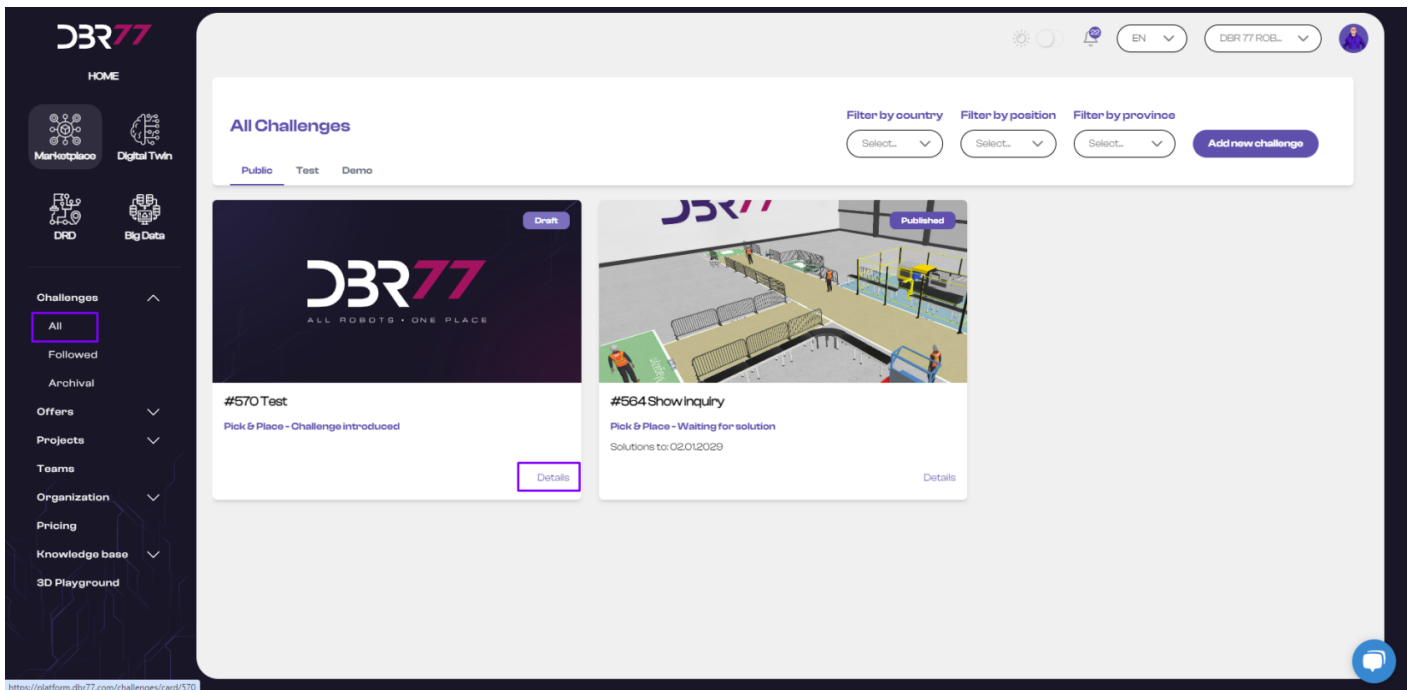 DBR77
HOME
Marketplace
Digital Twin
DRD
Big Data
Challenges
All
Followed
Archival
Offers
Projects
Teams
Organization
Pricing
Knowledge base
3D Playground
https://platform.dbr77.com/challenges/card/570
29
EN
DBR 77 ROB...
All Challenges
Filter by country
Filter by position
Filter by province
Select...
Select...
Select...
Add new challenge
Public
Test
Demo
Draft
DBR77
ALL ROBOTS • ONE PLACE
#570 Test
Pick & Place - Challenge introduced
Details
DBR77
Published
#564 Show inquiry
Pick & Place - Waiting for solution
Solutions to: 02.01.2029
Details